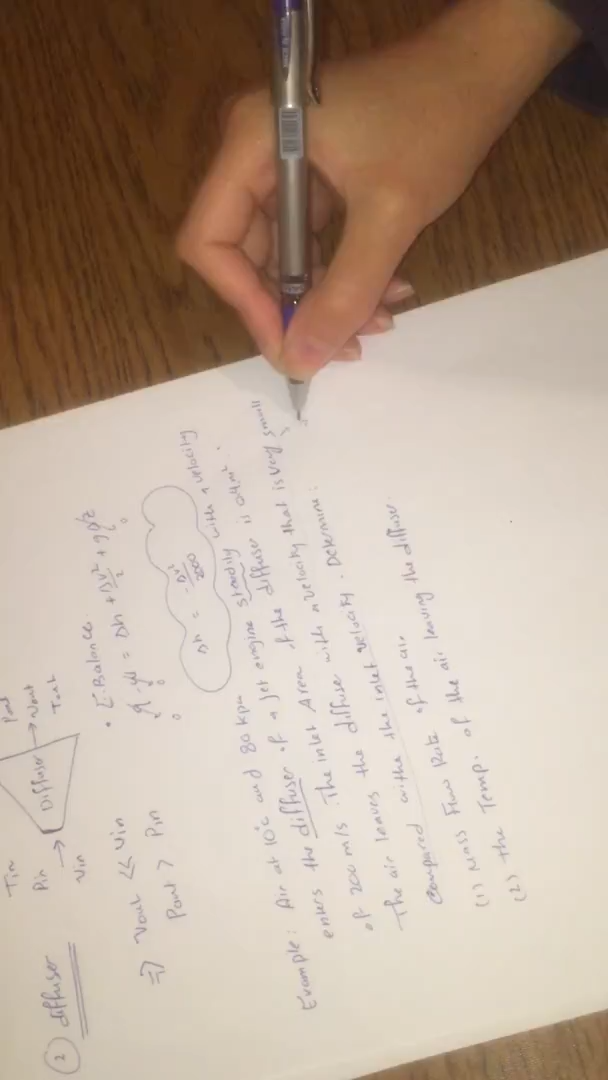 ② diffuser
Tin
Pin →
Vin
Diffuser
Pout
→ Vout
Tout
⇒ Vout << Vin
Pout > Pin
• E. Balance.
q - w = Δh + ΔV²/2 + gΔz
0 0 0
Δh = -ΔV²/2000
Example: Air at 10°c and 80 kpa
enters the diffuser of a jet engine steadily with a velocity
of 200 m/s. The inlet Area of the diffuser is 0.4 m².
The air leaves the diffuser with a velocity that is very small
compared withe the inlet velocity. Determine:
(1) Mass Flow Rate of the air.
(2) the Temp. of the air leaving the diffuser.